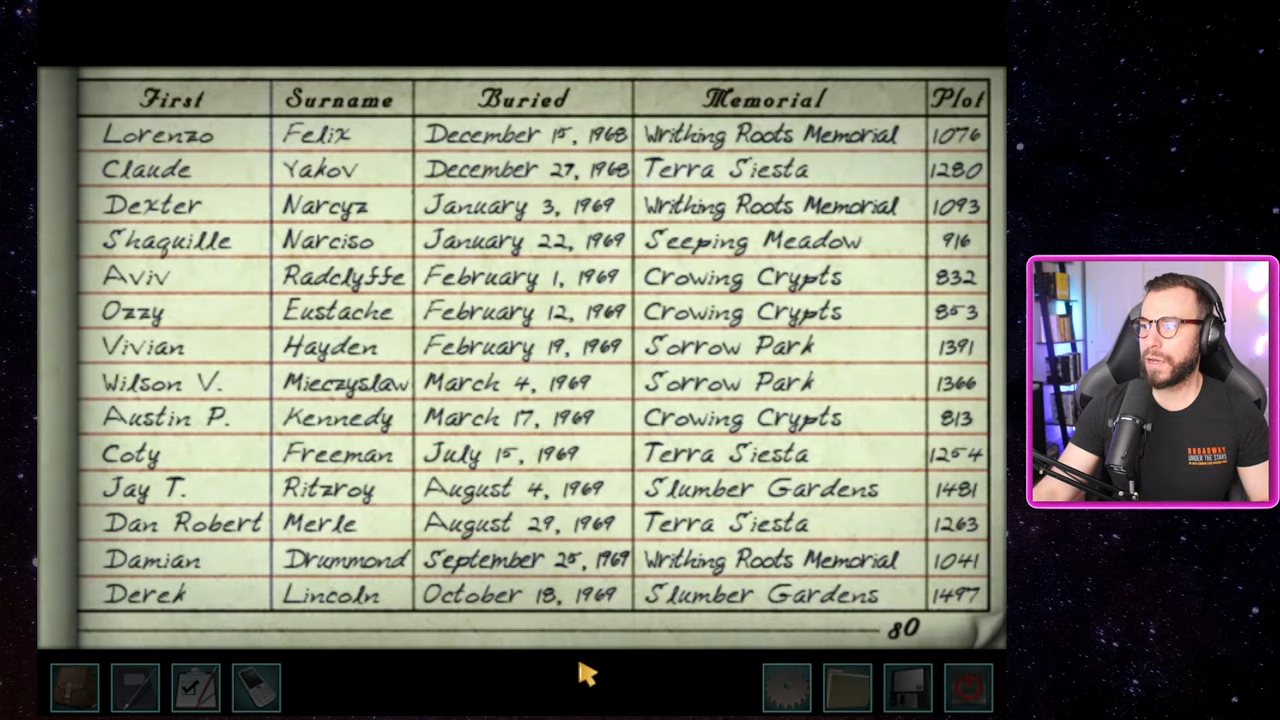 First Surname Buried Memorial Plot
Lorenzo Felix December 15, 1968 Writhing Roots Memorial 1076
Claude Yakov December 27, 1968 Terra Siesta 1280
Dexter Narcyz January 3, 1969 Writhing Roots Memorial 1093
Shaquille Narciso January 22, 1969 Seeping Meadow 916
Aviv Radclyffe February 1, 1969 Crowing Crypts 832
Ozzy Eustache February 12, 1969 Crowing Crypts 853
Vivian Hayden February 19, 1969 Sorrow Park 1391
Wilson V. Mieczyslaw March 4, 1969 Sorrow Park 1366
Austin P. Kennedy March 17, 1969 Crowing Crypts 813
Coty Freeman July 15, 1969 Terra Siesta 1254
Jay T. Ritzroy August 4, 1969 Slumber Gardens 1481
Dan Robert Merle August 29, 1969 Terra Siesta 1263
Damian Drummond September 25, 1969 Writhing Roots Memorial 1041
Derek Lincoln October 18, 1969 Slumber Gardens 1497
80
BROADWAY
UNDER THE STARS